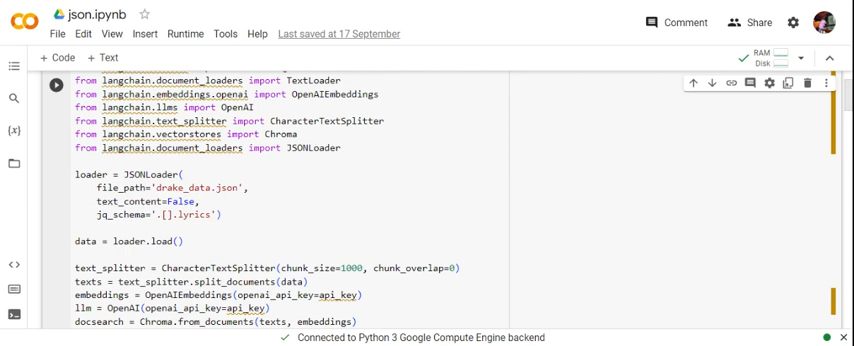 json.ipynb
Comment
Share
File Edit View Insert Runtime Tools Help Last saved at 17 September
+ Code + Text
RAM
Disk
from langchain.document_loaders import TextLoader
from langchain.embeddings.openai import OpenAIEmbeddings
from langchain.llms import OpenAI
from langchain.text_splitter import CharacterTextSplitter
from langchain.vectorstores import Chroma
from langchain.document_loaders import JSONLoader
loader = JSONLoader(
file_path='drake_data.json',
text_content=False,
jq_schema='.[].lyrics')
data = loader.load()
text_splitter = CharacterTextSplitter(chunk_size=1000, chunk_overlap=0)
texts = text_splitter.split_documents(data)
embeddings = OpenAIEmbeddings(openai_api_key=api_key)
llm = OpenAI(openai_api_key=api_key)
docsearch = Chroma.from_documents(texts, embeddings)
Connected to Python 3 Google Compute Engine backend